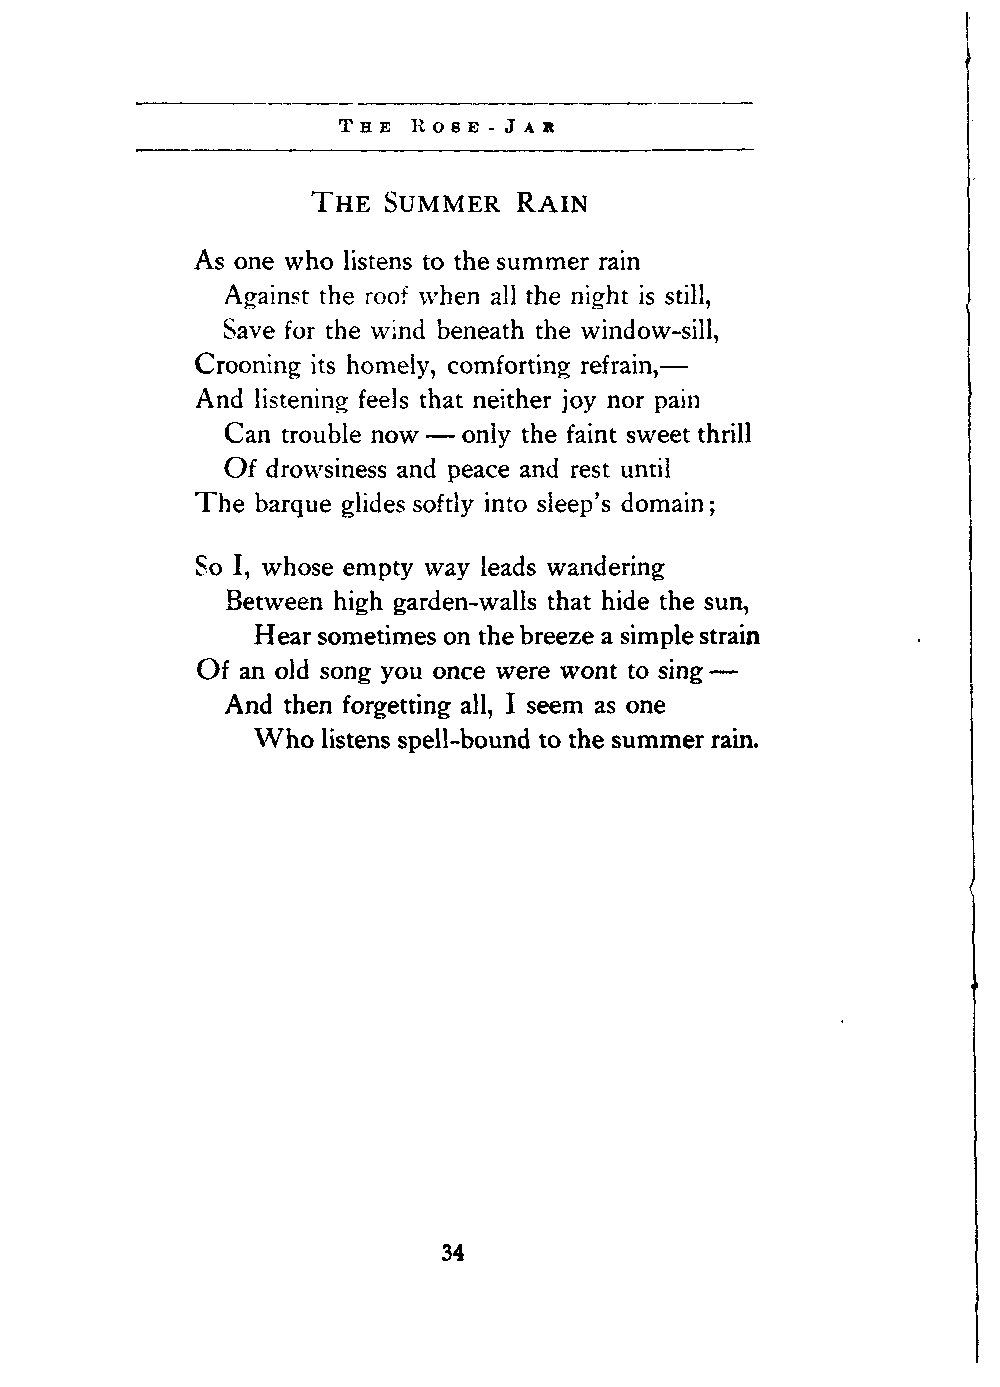 THE ROSE-JAR
THE SUMMER RAIN
As one who listens to the summer rain
Against the roof when all the night is still,
Save for the wind beneath the window-sill,
Crooning its homely, comforting refrain,—
And listening feels that neither joy nor pain
Can trouble now — only the faint sweet thrill
Of drowsiness and peace and rest until
The barque glides softly into sleep's domain;
So I, whose empty way leads wandering
Between high garden-walls that hide the sun,
Hear sometimes on the breeze a simple strain
Of an old song you once were wont to sing —
And then forgetting all, I seem as one
Who listens spell-bound to the summer rain.
34